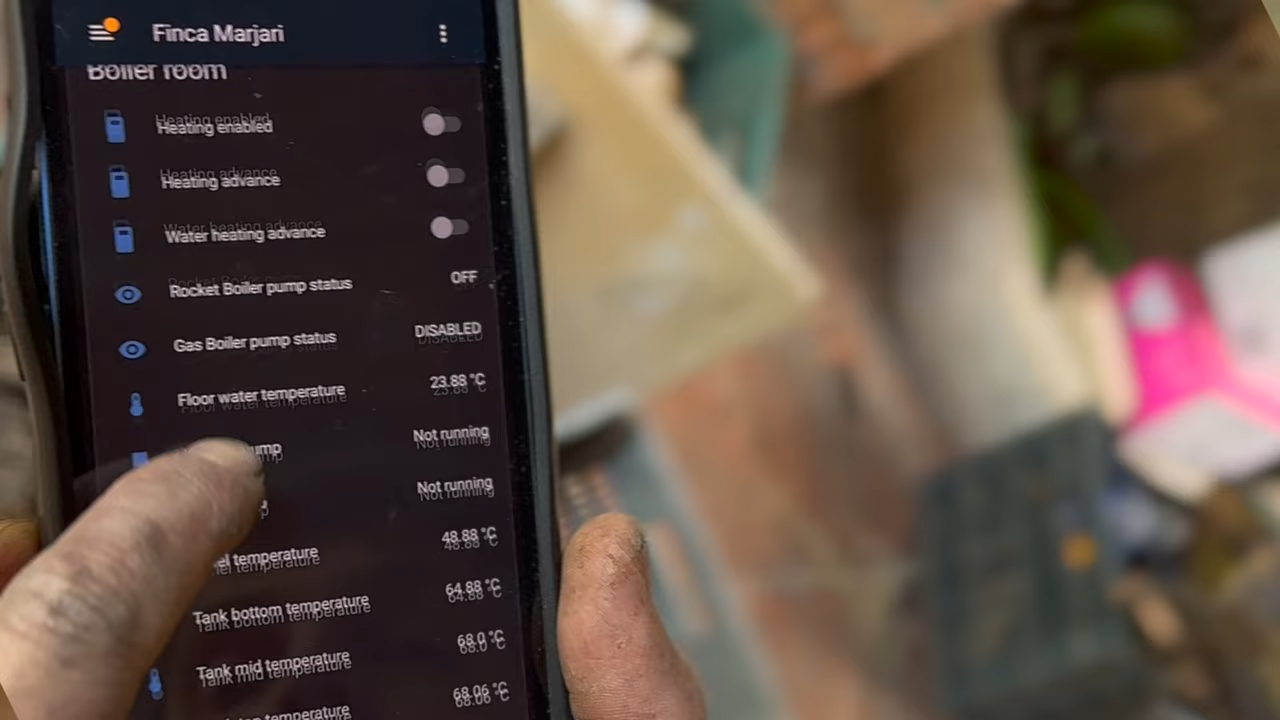 Finca Marjari
Boiler room
Heating enabled
Heating advance
Water heating advance
Rocket Boiler pump status OFF
Gas Boiler pump status DISABLED
Floor water temperature 23.88 °C
Not running
Not running
temperature 48.88 °C
Tank bottom temperature 64.88 °C
Tank mid temperature 68.0 °C
temperature 68.06 °C